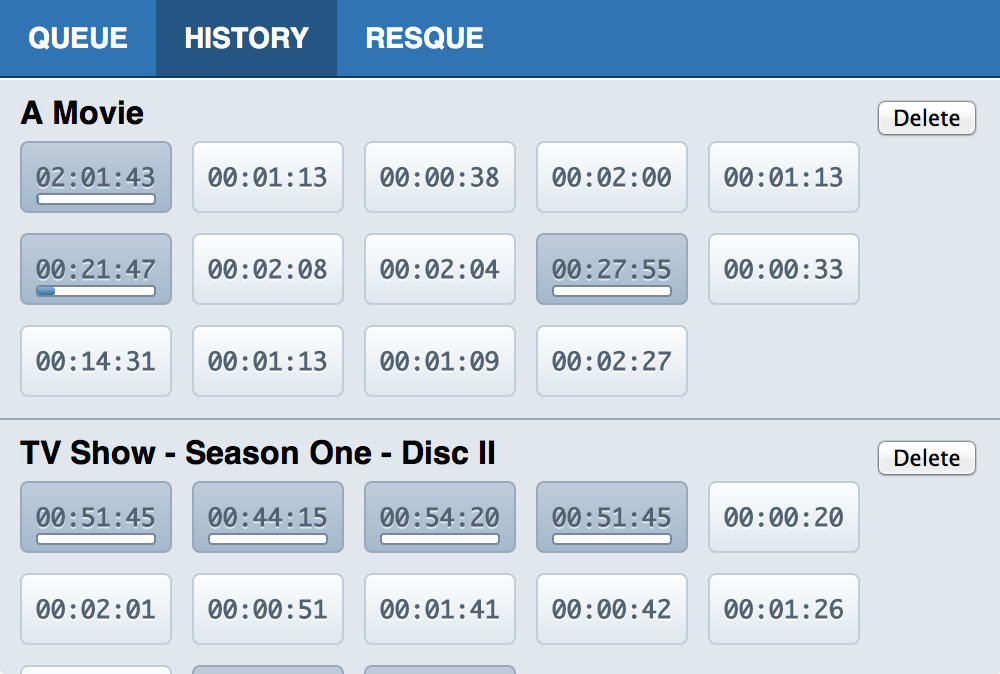 QUEUE HISTORY RESQUE
A Movie Delete
02:01:43 00:01:13 00:00:38 00:02:00 00:01:13
00:21:47 00:02:08 00:02:04 00:27:55 00:00:33
00:14:31 00:01:13 00:01:09 00:02:27
TV Show - Season One - Disc II Delete
00:51:45 00:44:15 00:54:20 00:51:45 00:00:20
00:02:01 00:00:51 00:01:41 00:00:42 00:01:26